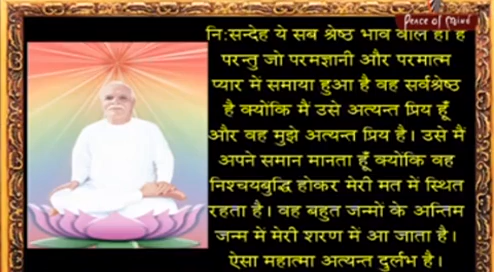 Peace of Mind
नि:सन्देह ये सब श्रेष्ठ भाव वाले ही हैं
परन्तु जो परमज्ञानी और परमात्म
प्यार में समाया हुआ है वह सर्वश्रेष्ठ
है क्योंकि मैं उसे अत्यन्त प्रिय हूँ
और वह मुझे अत्यन्त प्रिय है। उसे मैं
अपने समान मानता हूँ क्योंकि वह
निश्चयबुद्धि होकर मेरी मत में स्थित
रहता है। वह बहुत जन्मों के अन्तिम
जन्म में मेरी शरण में आ जाता है।
ऐसा महात्मा अत्यन्त दुर्लभ है।